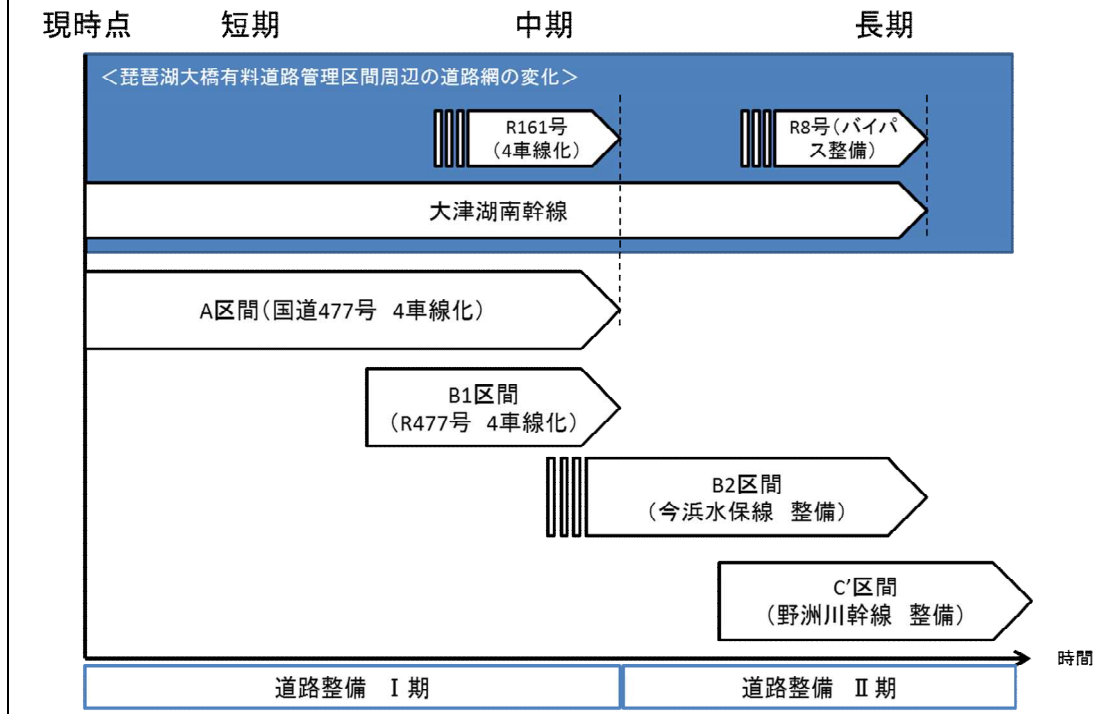 現時点 短期 中期 長期
＜琵琶湖大橋有料道路管理区間周辺の道路網の変化＞
R161号
（4車線化）
R8号（バイパ
ス整備）
大津湖南幹線
A区間（国道477号 4車線化）
B1区間
（R477号 4車線化）
B2区間
（今浜水保線 整備）
C’区間
（野洲川幹線 整備）
時間
道路整備 Ⅰ期 道路整備 Ⅱ期